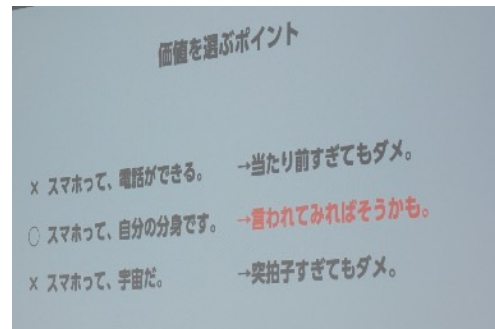 価値を選ぶポイント
× スマホって、電話ができる。 →当たり前すぎてもダメ。
○ スマホって、自分の分身です。 →言われてみればそうかも。
× スマホって、宇宙だ。 →突拍子すぎてもダメ。